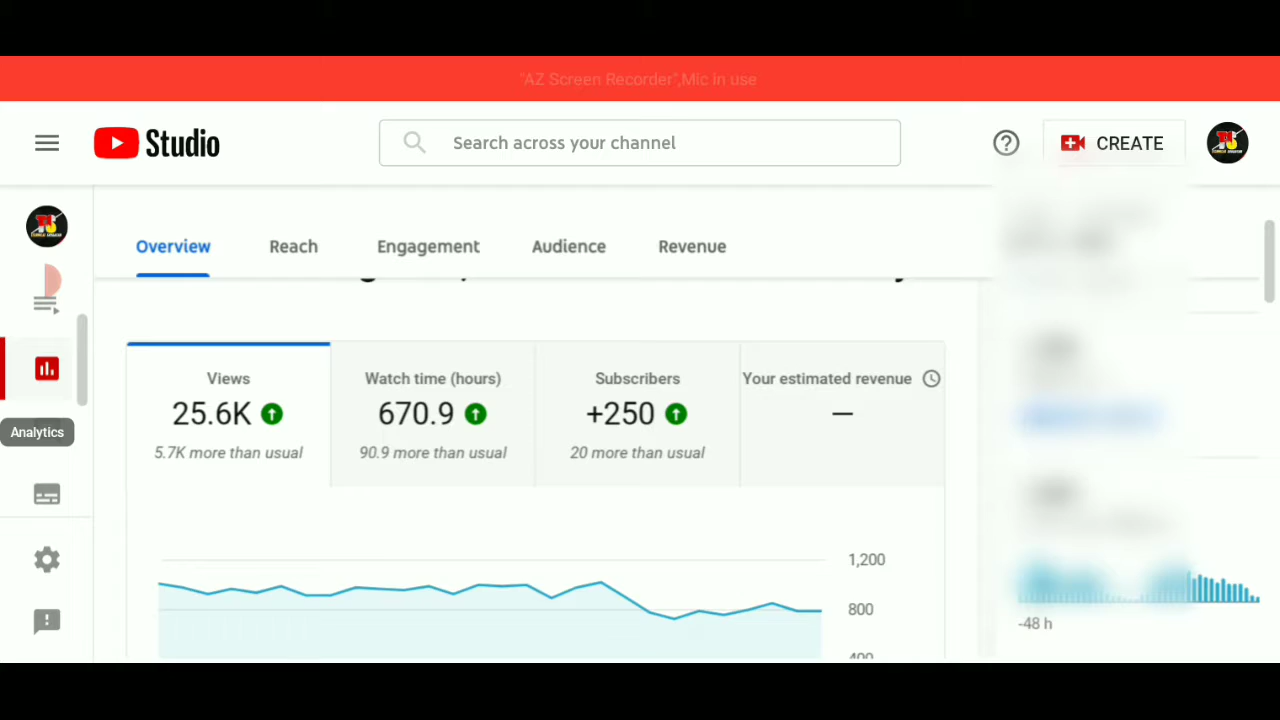 "AZ Screen Recorder",Mic in use
Studio
Search across your channel
CREATE
Overview Reach Engagement Audience Revenue
Views Watch time (hours) Subscribers Your estimated revenue
25.6K 670.9 +250 —
5.7K more than usual 90.9 more than usual 20 more than usual
Analytics
1,200
800
400
-48 h